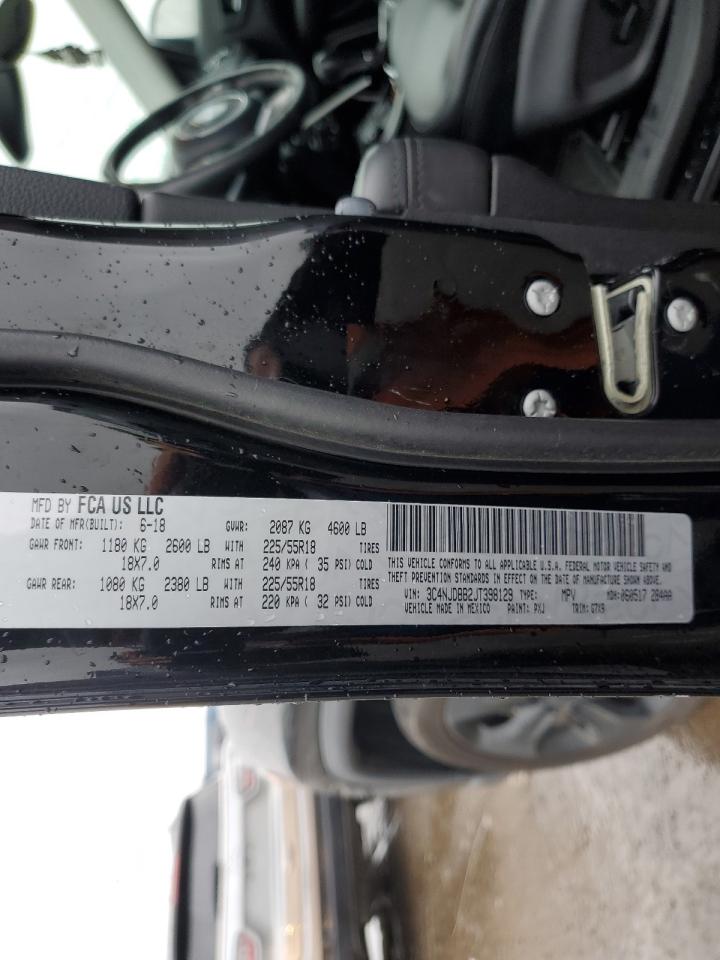 MFD BY FCA US LLC
DATE OF MFR(BUILT): 6-18 GVWR: 2087 KG 4600 LB
GAWR FRONT: 1180 KG 2600 LB WITH 225/55R18 TIRES
18X7.0 RIMS AT 240 KPA ( 35 PSI) COLD
GAWR REAR: 1080 KG 2380 LB WITH 225/55R18 TIRES
18X7.0 RIMS AT 220 KPA ( 32 PSI) COLD
THIS VEHICLE CONFORMS TO ALL APPLICABLE U.S.A. FEDERAL MOTOR VEHICLE SAFETY AND
THEFT PREVENTION STANDARDS IN EFFECT ON THE DATE OF MANUFACTURE SHOWN ABOVE.
VIN: 3C4NJDBB2JT398129 TYPE: MPV MDH: 060517 284AA
VEHICLE MADE IN MEXICO PAINT: PXJ TRIM: G7X9